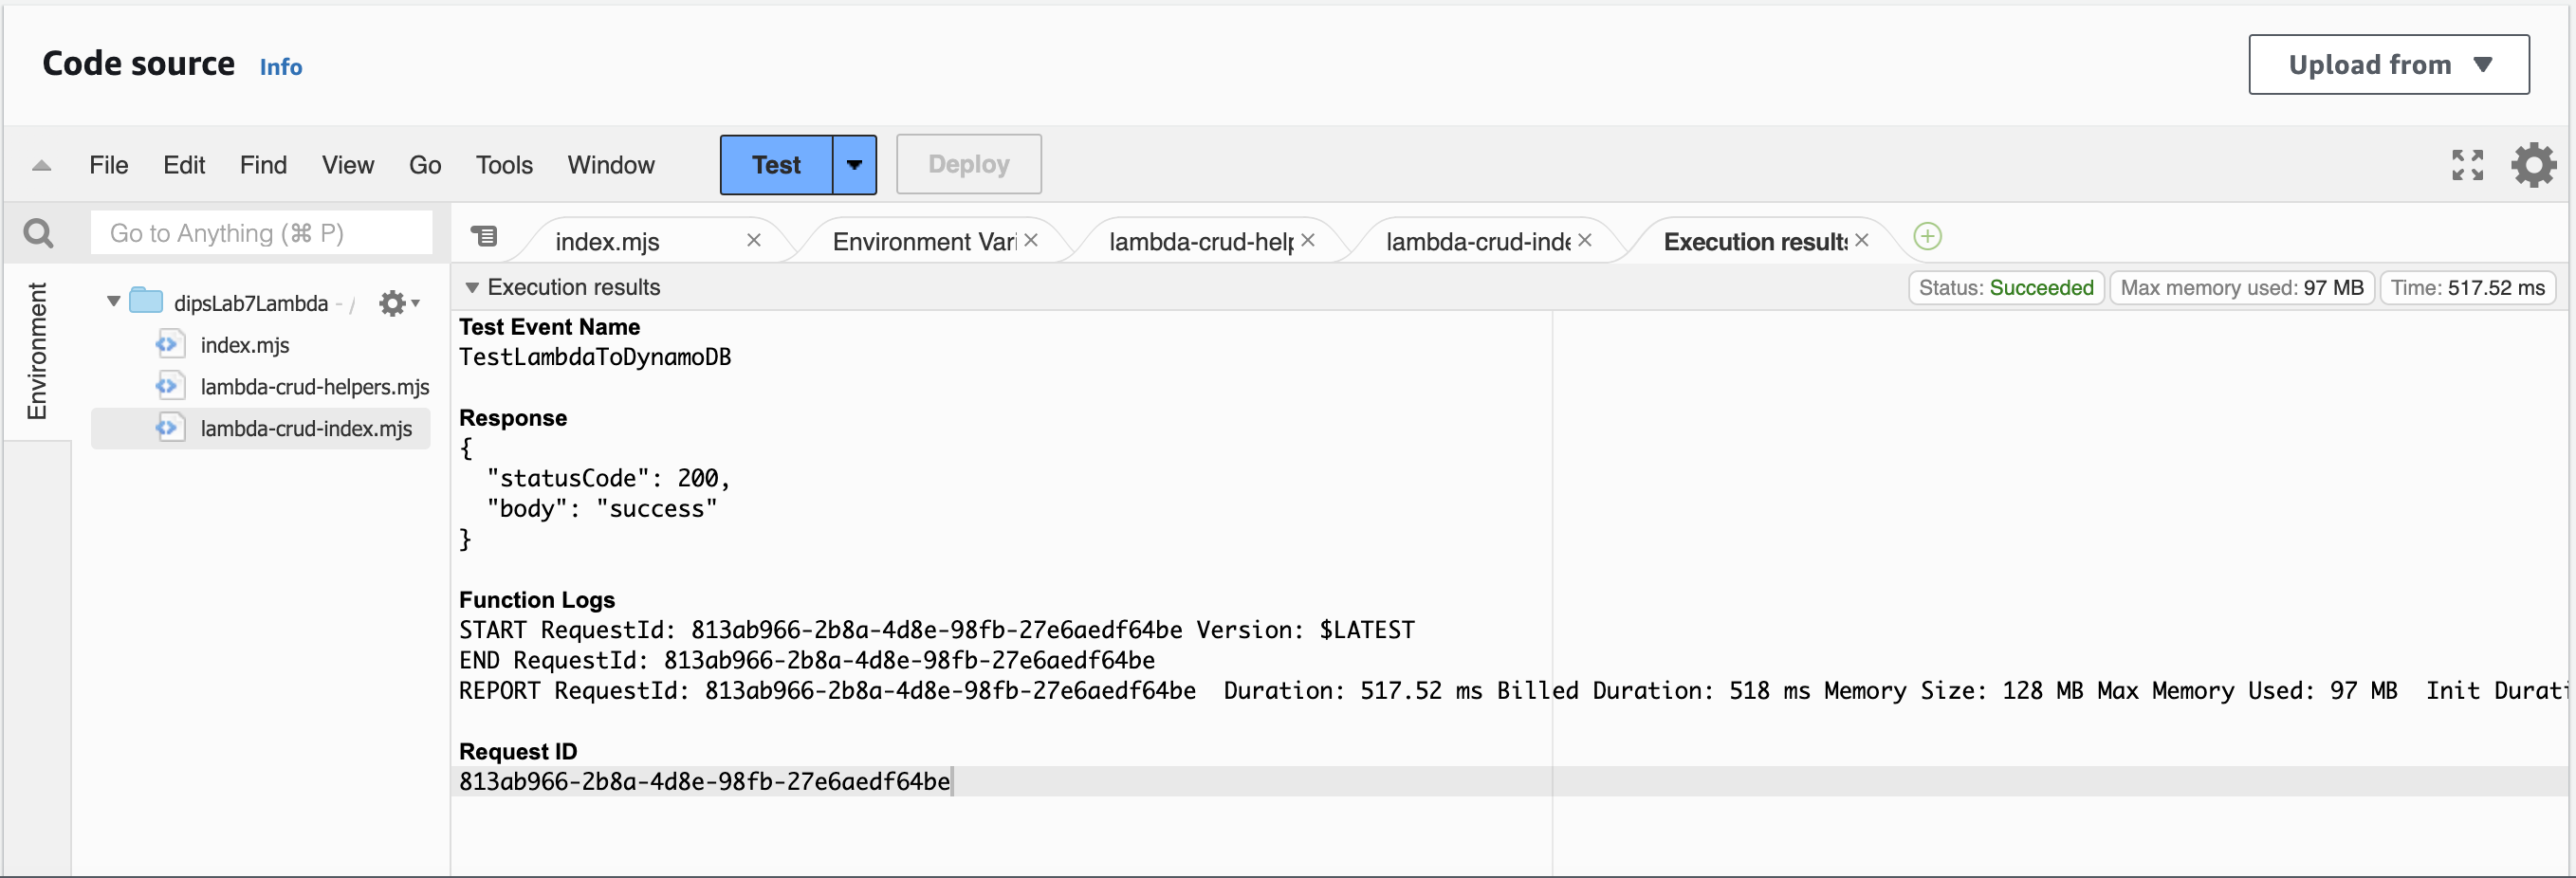 Code source Info
Upload from
File Edit Find View Go Tools Window Test Deploy
Go to Anything (⌘ P)
index.mjs Environment Vari lambda-crud-help lambda-crud-inde Execution results
Environment
dipsLab7Lambda - /
index.mjs
lambda-crud-helpers.mjs
lambda-crud-index.mjs
Execution results
Status: Succeeded Max memory used: 97 MB Time: 517.52 ms
Test Event Name
TestLambdaToDynamoDB
Response
{
"statusCode": 200,
"body": "success"
}
Function Logs
START RequestId: 813ab966-2b8a-4d8e-98fb-27e6aedf64be Version: $LATEST
END RequestId: 813ab966-2b8a-4d8e-98fb-27e6aedf64be
REPORT RequestId: 813ab966-2b8a-4d8e-98fb-27e6aedf64be Duration: 517.52 ms Billed Duration: 518 ms Memory Size: 128 MB Max Memory Used: 97 MB Init Durati
Request ID
813ab966-2b8a-4d8e-98fb-27e6aedf64be